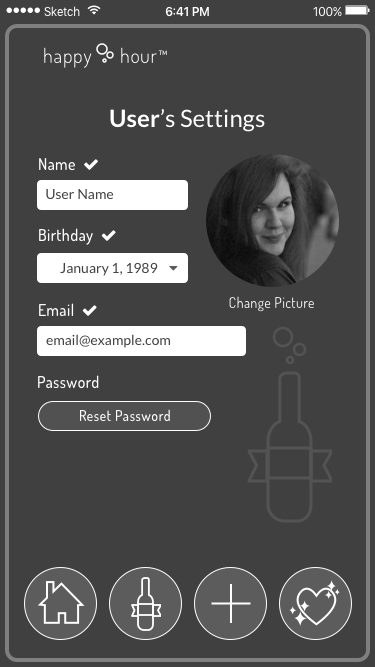 Sketch 6:41 PM 100%
happy hour™
User's Settings
Name
User Name
Birthday
January 1, 1989
Change Picture
Email
email@example.com
Password
Reset Password